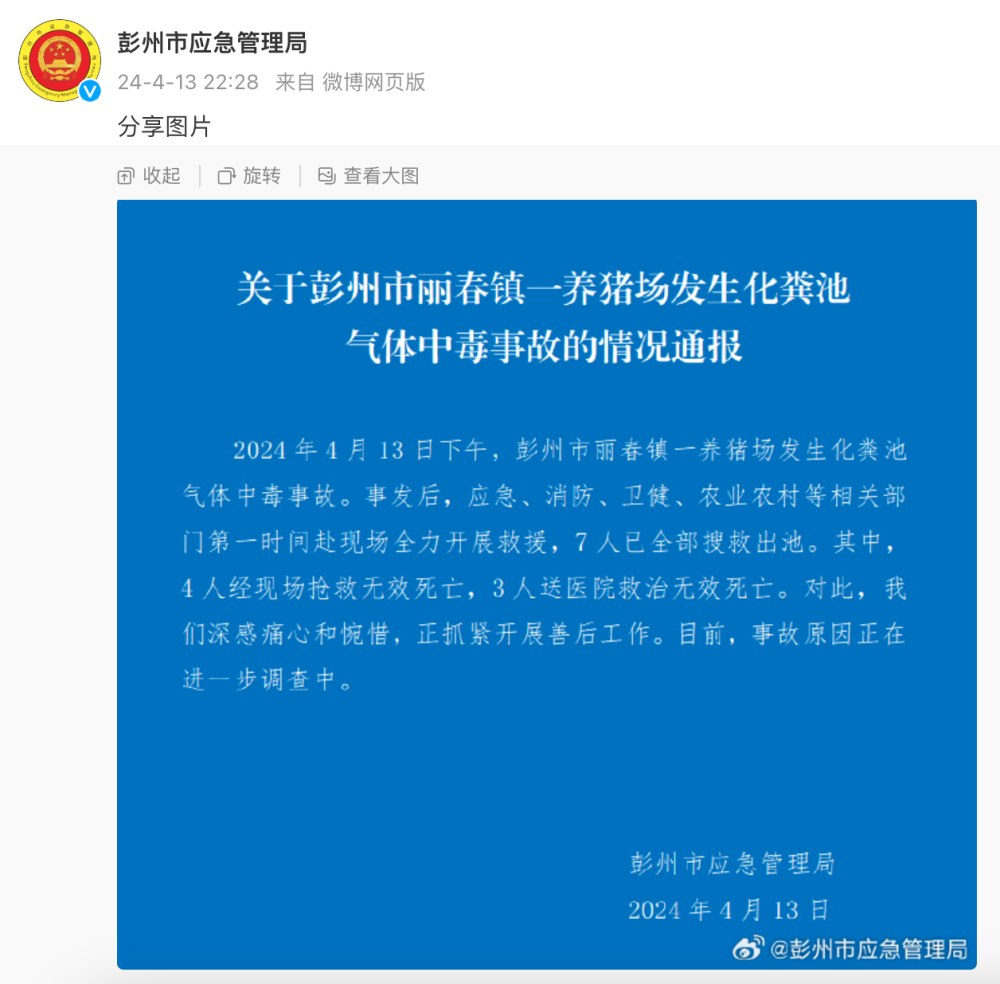 彭州市应急管理局
24-4-13 22:28 来自 微博网页版
分享图片
收起 旋转 查看大图
关于彭州市丽春镇一养猪场发生化粪池
气体中毒事故的情况通报
2024 年 4 月 13 日下午，彭州市丽春镇一养猪场发生化粪池
气体中毒事故。事发后，应急、消防、卫健、农业农村等相关部
门第一时间赴现场全力开展救援，7 人已全部搜救出池。其中，
4 人经现场抢救无效死亡，3 人送医院救治无效死亡。对此，我
们深感痛心和惋惜，正抓紧开展善后工作。目前，事故原因正在
进一步调查中。
彭州市应急管理局
2024 年 4 月 13 日
@彭州市应急管理局